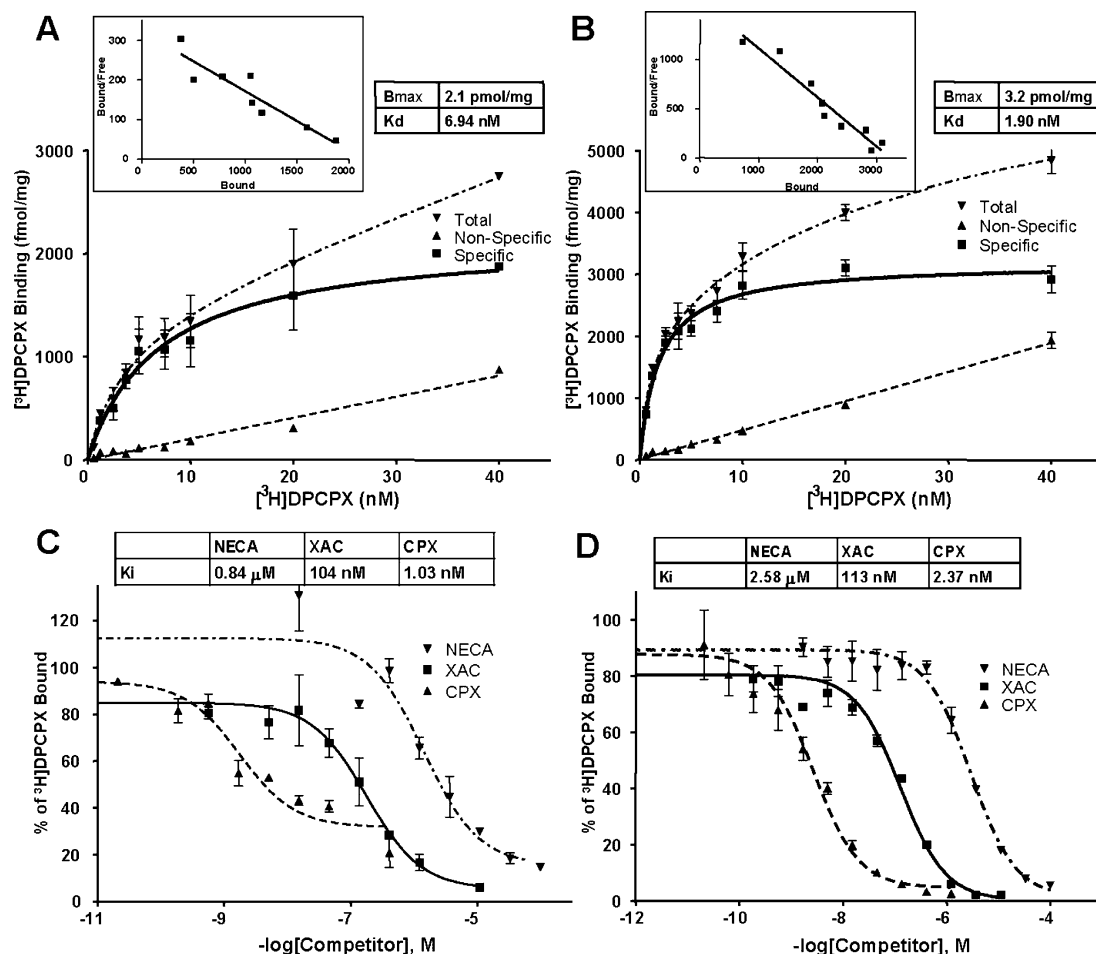 A
300
200
100
0
0
500
1000
1500
2000
Bound/Free
Bound
Bmax 2.1 pmol/mg
Kd 6.94 nM
3000
2000
1000
0
0
10
20
30
40
[³H]DPCPX Binding (fmol/mg)
[³H]DPCPX (nM)
Total
Non-Specific
Specific
B
1000
500
0
0
1000
2000
3000
Bound/Free
Bound
Bmax 3.2 pmol/mg
Kd 1.90 nM
5000
4000
3000
2000
1000
0
0
10
20
30
40
[³H]DPCPX Binding (fmol/mg)
[³H]DPCPX (nM)
Total
Non-Specific
Specific
C
NECA XAC CPX
Ki 0.84 μM 104 nM 1.03 nM
120
100
80
60
40
20
0
-11
-9
-7
-5
% of ³H]DPCPX Bound
-log[Competitor], M
NECA
XAC
CPX
D
NECA XAC CPX
Ki 2.58 μM 113 nM 2.37 nM
100
80
60
40
20
0
-12
-10
-8
-6
-4
% of ³H]DPCPX Bound
-log[Competitor], M
NECA
XAC
CPX